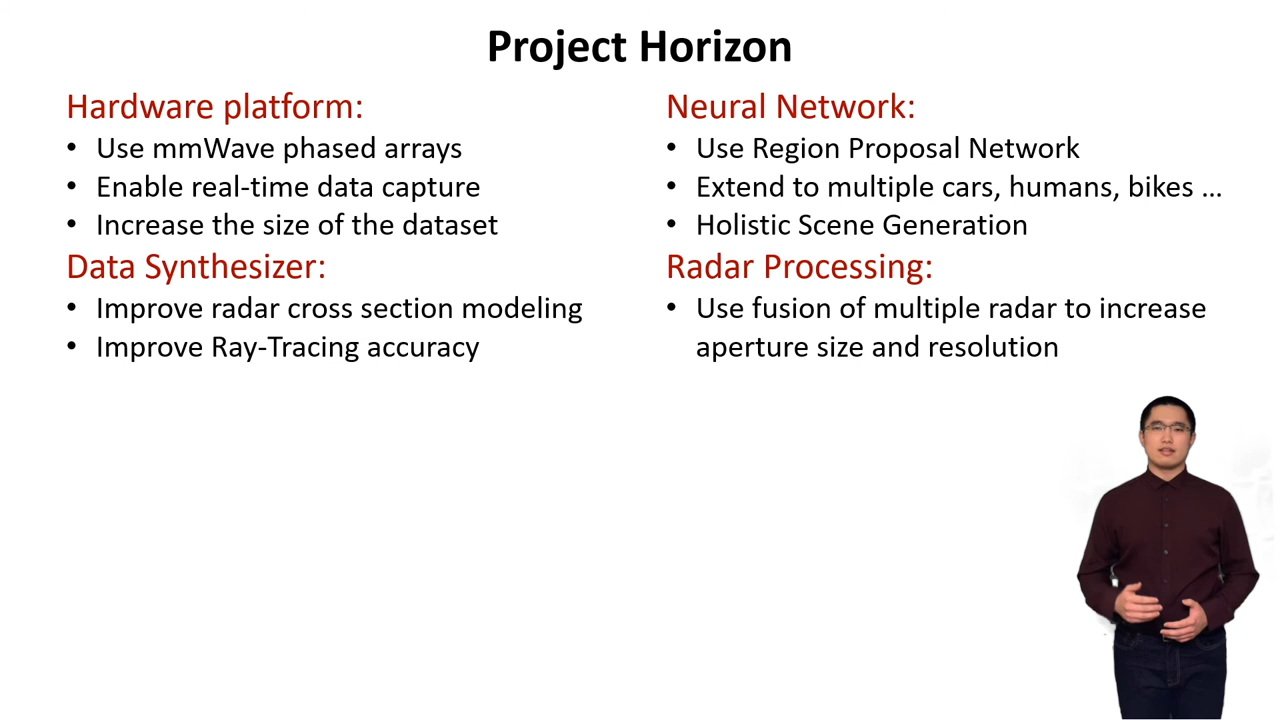 Project Horizon
Hardware platform:
• Use mmWave phased arrays
• Enable real-time data capture
• Increase the size of the dataset
Data Synthesizer:
• Improve radar cross section modeling
• Improve Ray-Tracing accuracy
Neural Network:
• Use Region Proposal Network
• Extend to multiple cars, humans, bikes ...
• Holistic Scene Generation
Radar Processing:
• Use fusion of multiple radar to increase
aperture size and resolution